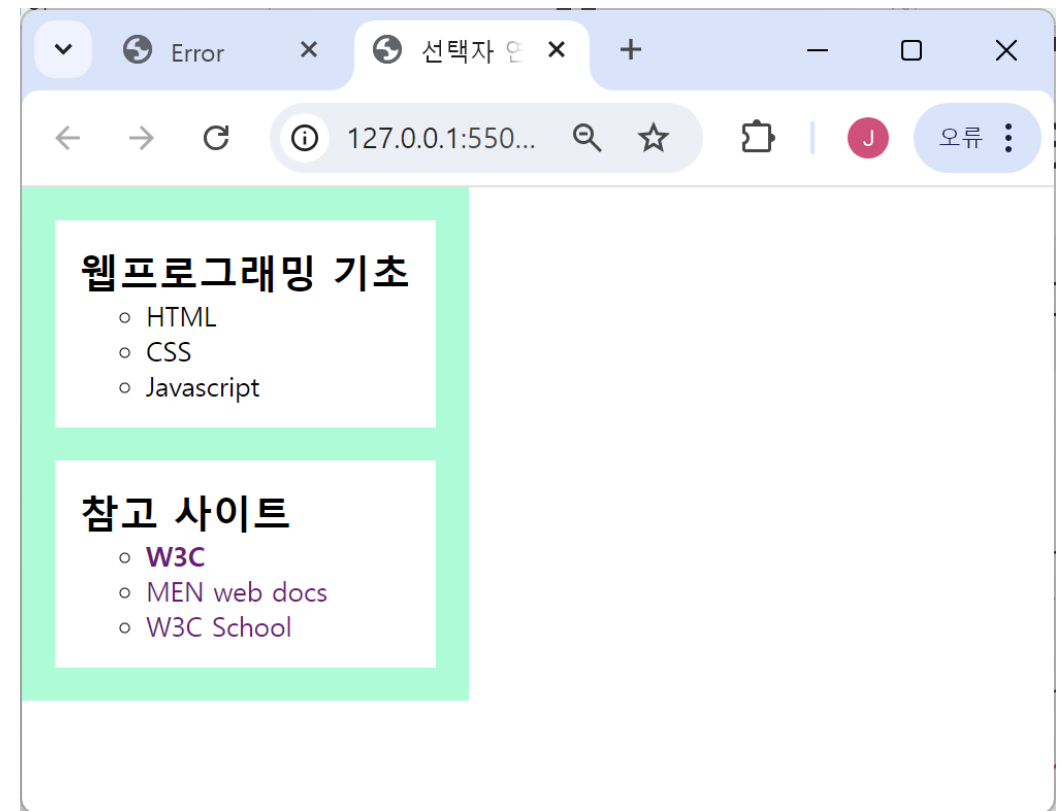 Error
선택자 연
127.0.0.1:550...
J
오류
웹프로그래밍 기초
HTML
CSS
Javascript
참고 사이트
W3C
MEN web docs
W3C School